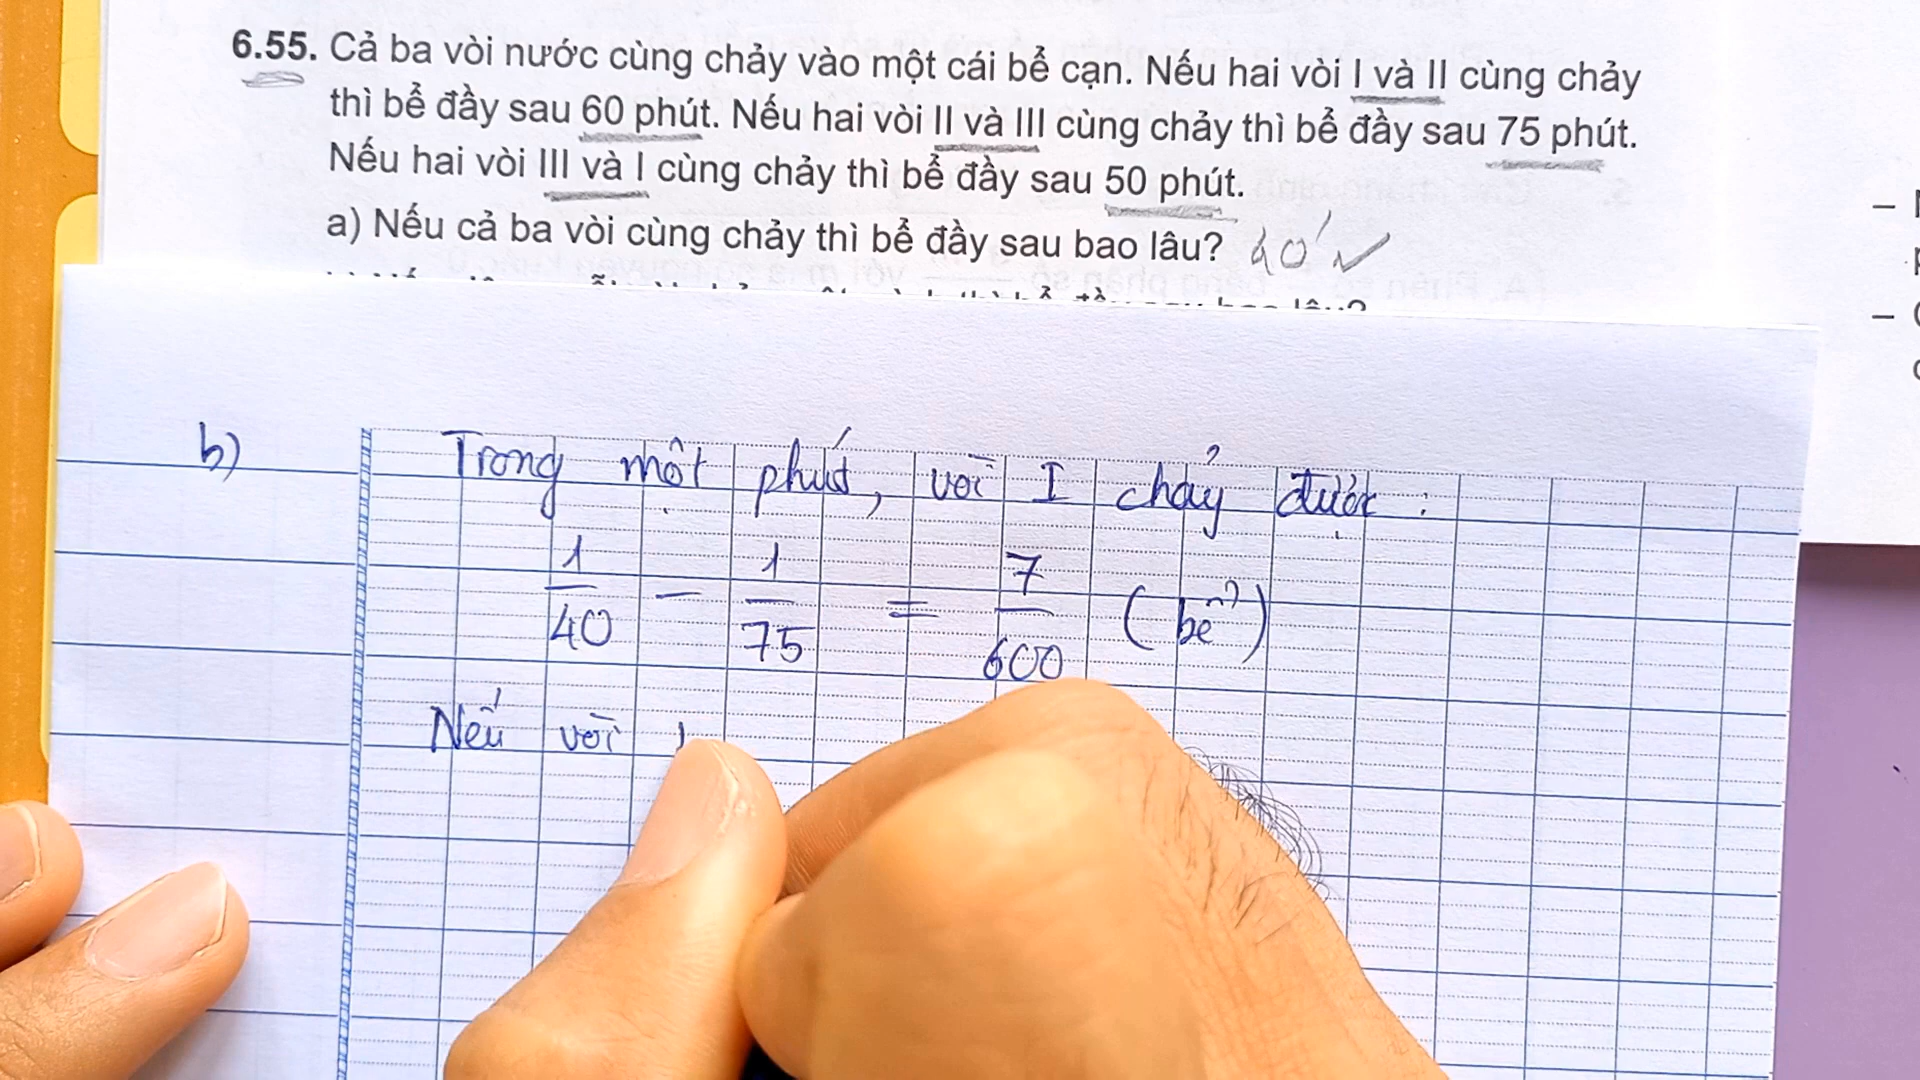 6.55. Cả ba vòi nước cùng chảy vào một cái bể cạn. Nếu hai vòi I và II cùng chảy
thì bể đầy sau 60 phút. Nếu hai vòi II và III cùng chảy thì bể đầy sau 75 phút.
Nếu hai vòi III và I cùng chảy thì bể đầy sau 50 phút.
a) Nếu cả ba vòi cùng chảy thì bể đầy sau bao lâu? 40' ✓
b) Trong một phút, vòi I chảy được :
1/40 - 1/75 = 7/600 (bể)
Nếu vòi